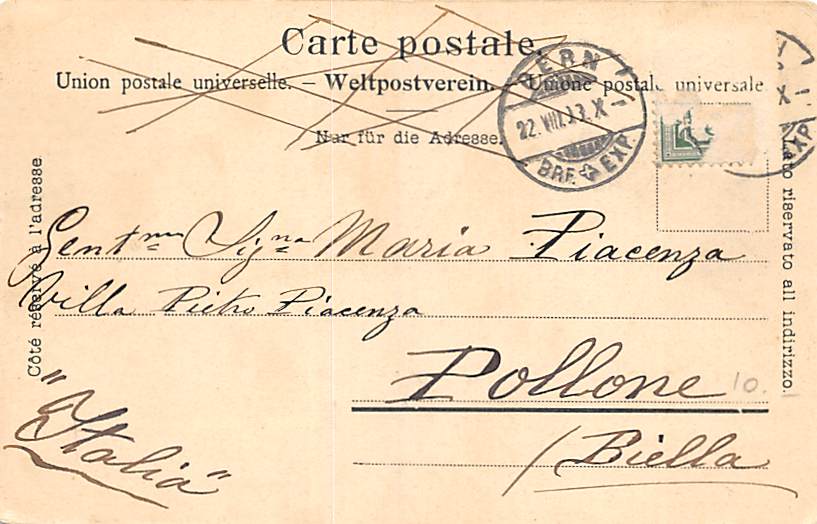 Carte postale.
Union postale universelle. – Weltpostverein. – Unione postale universale
Nur für die Adresse.
BERN
22.VIII.13.X
BRF. EXP.
X
EXP.
Côté réservé à l'adresse.
Lato riservato all indirizzo.
Gent.ma Sig.na Maria Piacenza
Villa Pietro Piacenza
Pollone
10.
(Biella
"Italia"